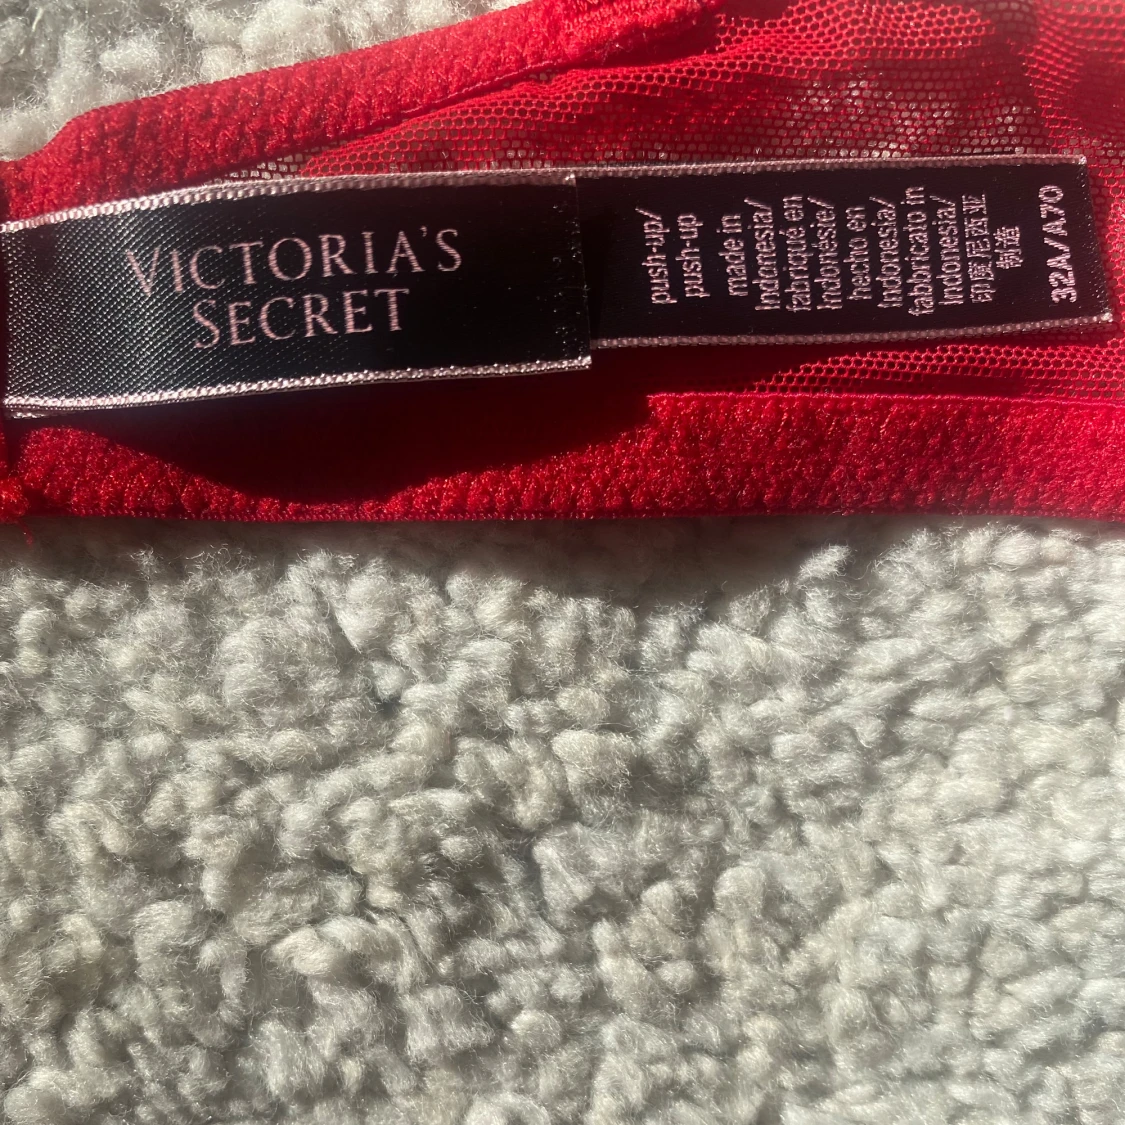 VICTORIA'S
SECRET
push-up/
push-up
made in
Indonesia/
fabriqué en
Indonésie/
hecho en
Indonesia/
fabbricato in
Indonesia/
印度尼西亚
制造
32A/A70